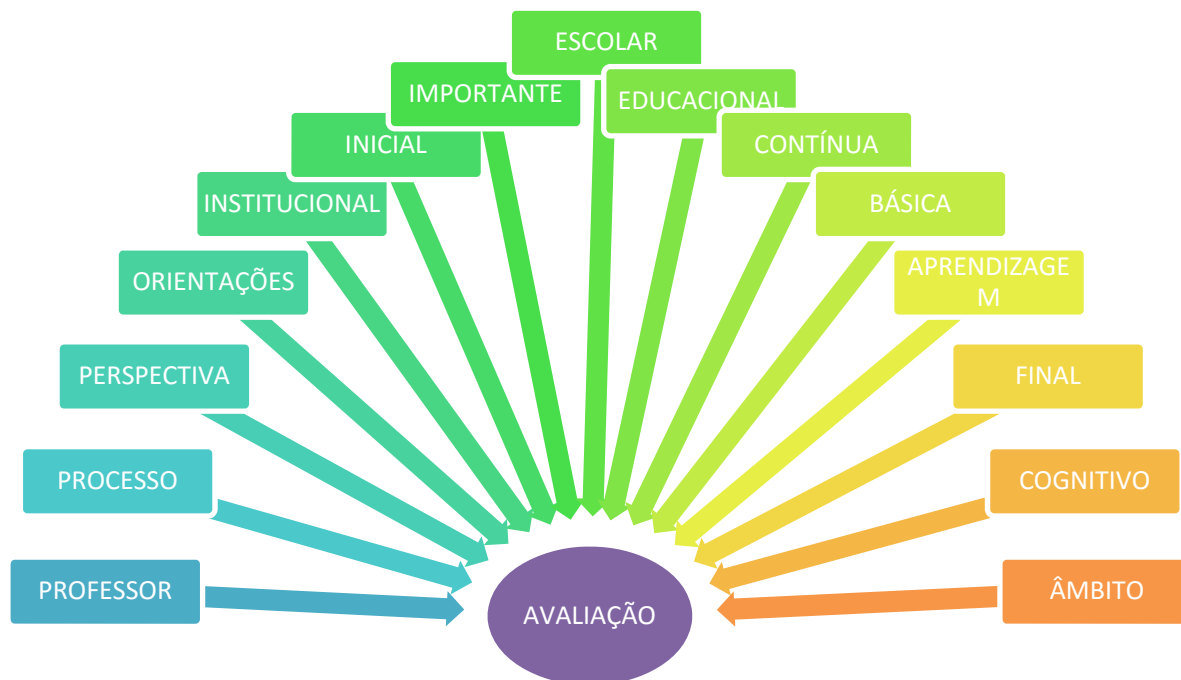 ESCOLAR
IMPORTANTE
EDUCACIONAL
INICIAL
CONTÍNUA
INSTITUCIONAL
BÁSICA
ORIENTAÇÕES
APRENDIZAGE
M
PERSPECTIVA
FINAL
PROCESSO
COGNITIVO
PROFESSOR
ÂMBITO
AVALIAÇÃO